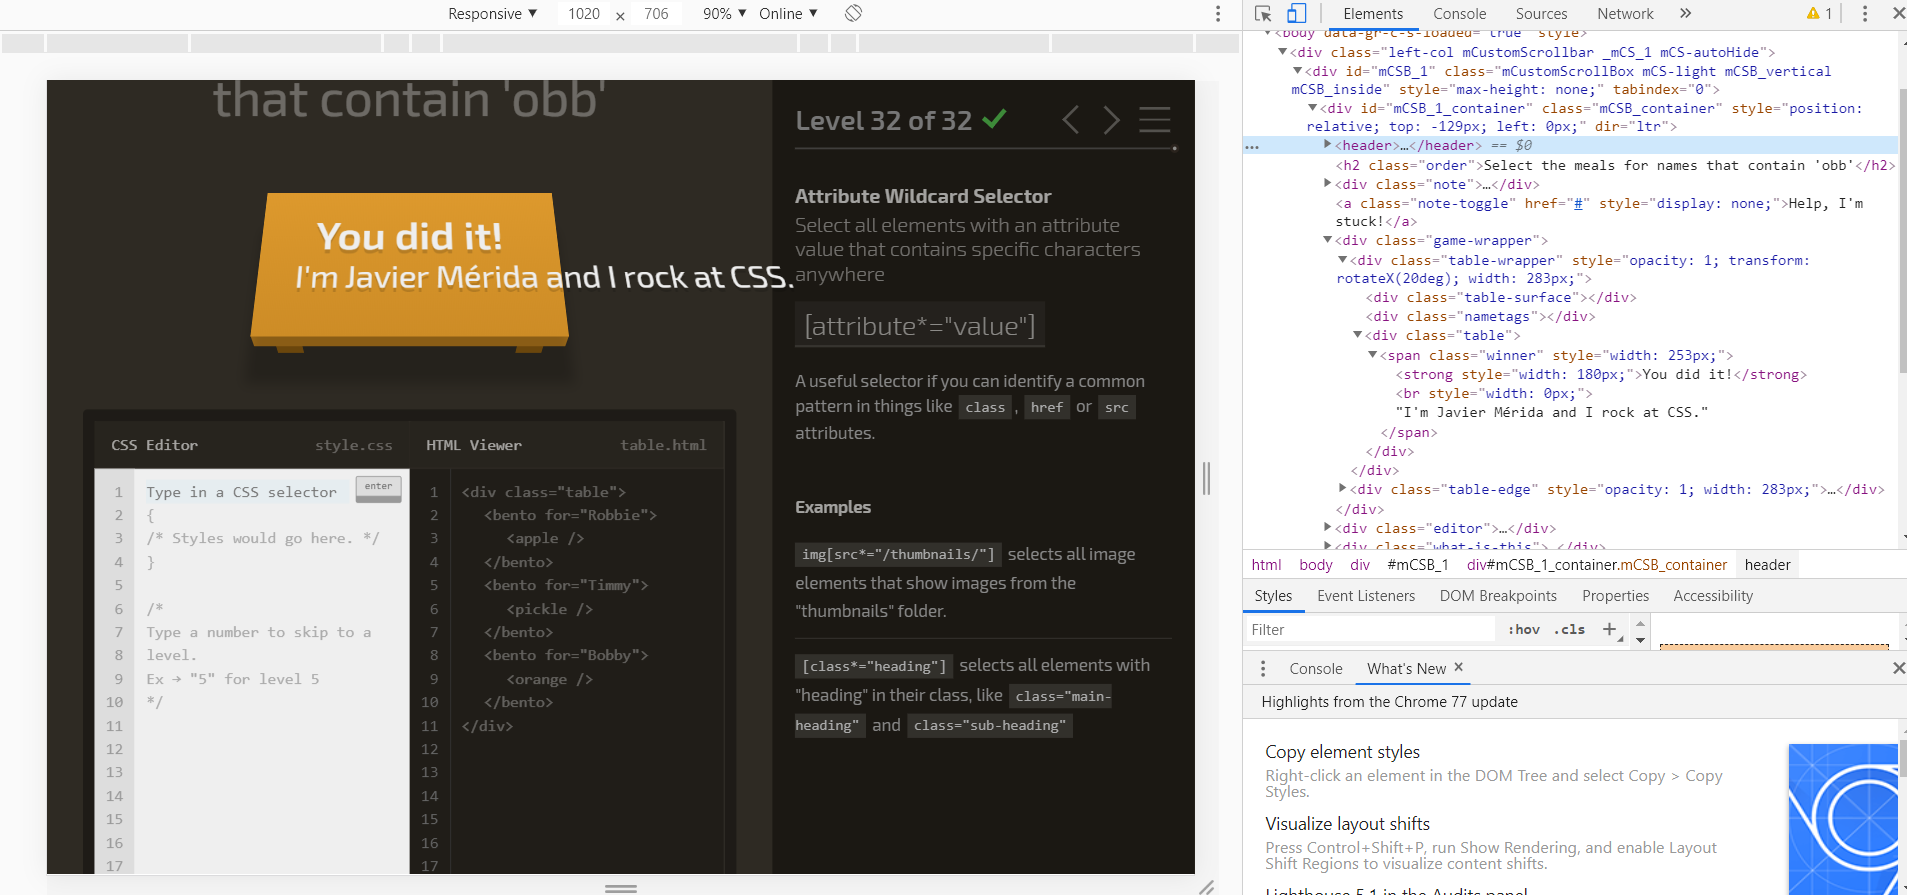 Responsive ▼ 1020 × 706 90% ▼ Online ▼
that contain 'obb'
You did it!
I'm Javier Mérida and I rock at CSS.
CSS Editor style.css
1 Type in a CSS selector enter
2 {
3 /* Styles would go here. */
4 }
5
6 /*
7 Type a number to skip to a
8 level.
9 Ex → "5" for level 5
10 */
11
12
13
14
15
16
17
HTML Viewer table.html
1 <div class="table">
2 <bento for="Robbie">
3 <apple />
4 </bento>
5 <bento for="Timmy">
6 <pickle />
7 </bento>
8 <bento for="Bobby">
9 <orange />
10 </bento>
11 </div>
12
13
14
15
16
17
Level 32 of 32
Attribute Wildcard Selector
Select all elements with an attribute
value that contains specific characters
anywhere
[attribute*="value"]
A useful selector if you can identify a common
pattern in things like class , href or src
attributes.
Examples
img[src*="/thumbnails/"] selects all image
elements that show images from the
"thumbnails" folder.
[class*="heading"] selects all elements with
"heading" in their class, like class="main-
heading" and class="sub-heading"
Elements Console Sources Network » 1
<body data-gr-c-s-loaded="true" style>
<div class="left-col mCustomScrollbar _mCS_1 mCS-autoHide">
<div id="mCSB_1" class="mCustomScrollBox mCS-light mCSB_vertical
mCSB_inside" style="max-height: none;" tabindex="0">
<div id="mCSB_1_container" class="mCSB_container" style="position:
relative; top: -129px; left: 0px;" dir="ltr">
… <header>…</header> == $0
<h2 class="order">Select the meals for names that contain 'obb'</h2>
<div class="note">…</div>
<a class="note-toggle" href="#" style="display: none;">Help, I'm
stuck!</a>
<div class="game-wrapper">
<div class="table-wrapper" style="opacity: 1; transform:
rotateX(20deg); width: 283px;">
<div class="table-surface"></div>
<div class="nametags"></div>
<div class="table">
<span class="winner" style="width: 253px;">
<strong style="width: 180px;">You did it!</strong>
<br style="width: 0px;">
"I'm Javier Mérida and I rock at CSS."
</span>
</div>
</div>
<div class="table-edge" style="opacity: 1; width: 283px;">…</div>
</div>
<div class="editor">…</div>
<div class="what-is-this">…</div>
html body div #mCSB_1 div#mCSB_1_container.mCSB_container header
Styles Event Listeners DOM Breakpoints Properties Accessibility
Filter :hov .cls +
Console What's New ×
Highlights from the Chrome 77 update
Copy element styles
Right-click an element in the DOM Tree and select Copy > Copy
Styles.
Visualize layout shifts
Press Control+Shift+P, run Show Rendering, and enable Layout
Shift Regions to visualize content shifts.
Lighthouse 5.1 in the Audits panel